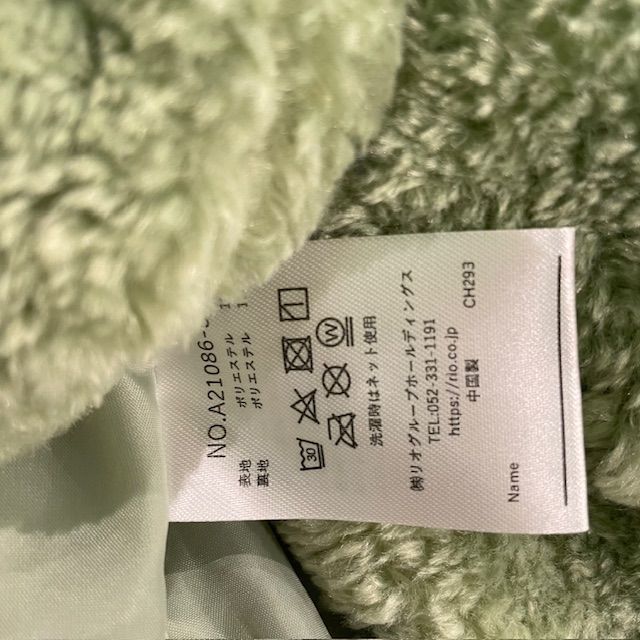 NO.A21086-
表地 ポリエステル
裏地 ポリエステル
30
W
洗濯時はネット使用
㈱リオグループホールディングス
TEL:052-331-1191
https://rio.co.jp
中国製 CH293
Name